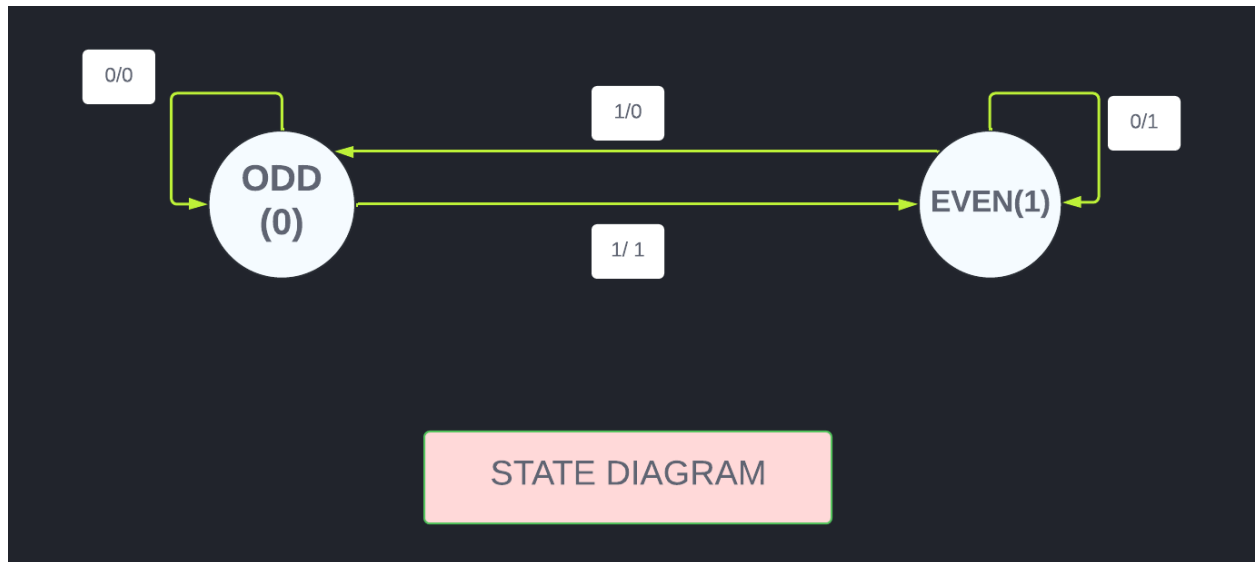 0/0
1/0
0/1
ODD
(0)
EVEN(1)
1/ 1
STATE DIAGRAM